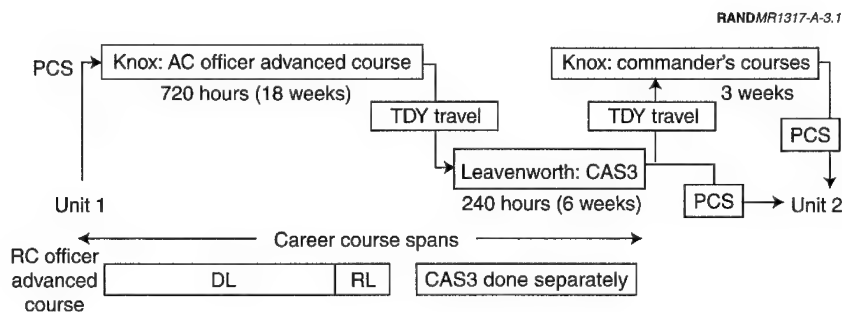 RANDMR1317-A-3.1
PCS
Knox: AC officer advanced course
720 hours (18 weeks)
Knox: commander's courses
3 weeks
TDY travel
TDY travel
PCS
Leavenworth: CAS3
240 hours (6 weeks)
PCS
Unit 1
Unit 2
Career course spans
RC officer
advanced
course
DL
RL
CAS3 done separately